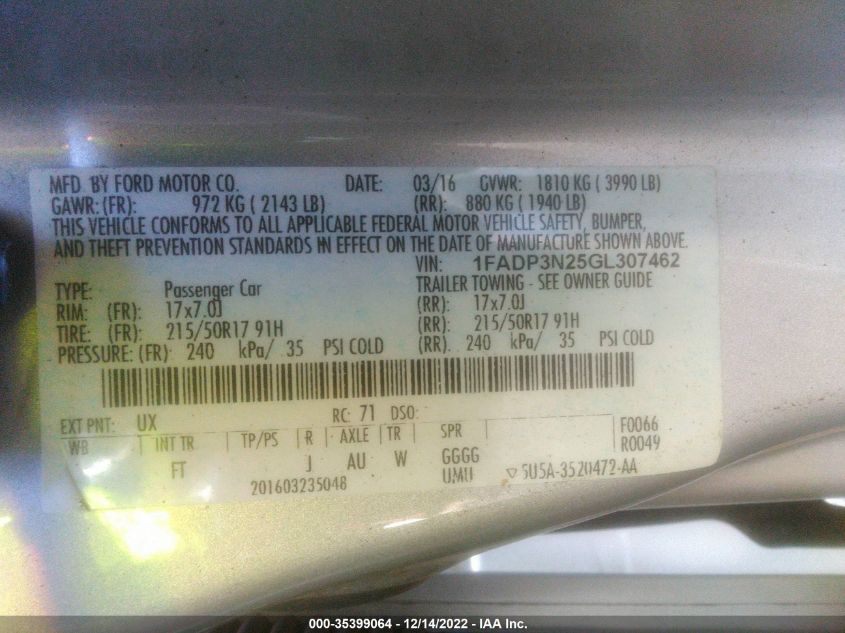 MFD. BY FORD MOTOR CO. DATE: 03/16 GVWR: 1810 KG ( 3990 LB)
GAWR: (FR): 972 KG ( 2143 LB) (RR): 880 KG ( 1940 LB)
THIS VEHICLE CONFORMS TO ALL APPLICABLE FEDERAL MOTOR VEHICLE SAFETY, BUMPER,
AND THEFT PREVENTION STANDARDS IN EFFECT ON THE DATE OF MANUFACTURE SHOWN ABOVE.
VIN: 1FADP3N25GL307462
TYPE: Passenger Car TRAILER TOWING - SEE OWNER GUIDE
RIM: (FR): 17x7.0J (RR): 17x7.0J
TIRE: (FR): 215/50R17 91H (RR): 215/50R17 91H
PRESSURE: (FR): 240 kPa/ 35 PSI COLD (RR): 240 kPa/ 35 PSI COLD
EXT PNT: UX RC: 71 DSO: F0066
WB INT TR TP/PS R AXLE TR SPR R0049
FT J AU W GGGG
201603235048 UMU ▽ 5U5A-3520472-AA
000-35399064 - 12/14/2022 - IAA Inc.